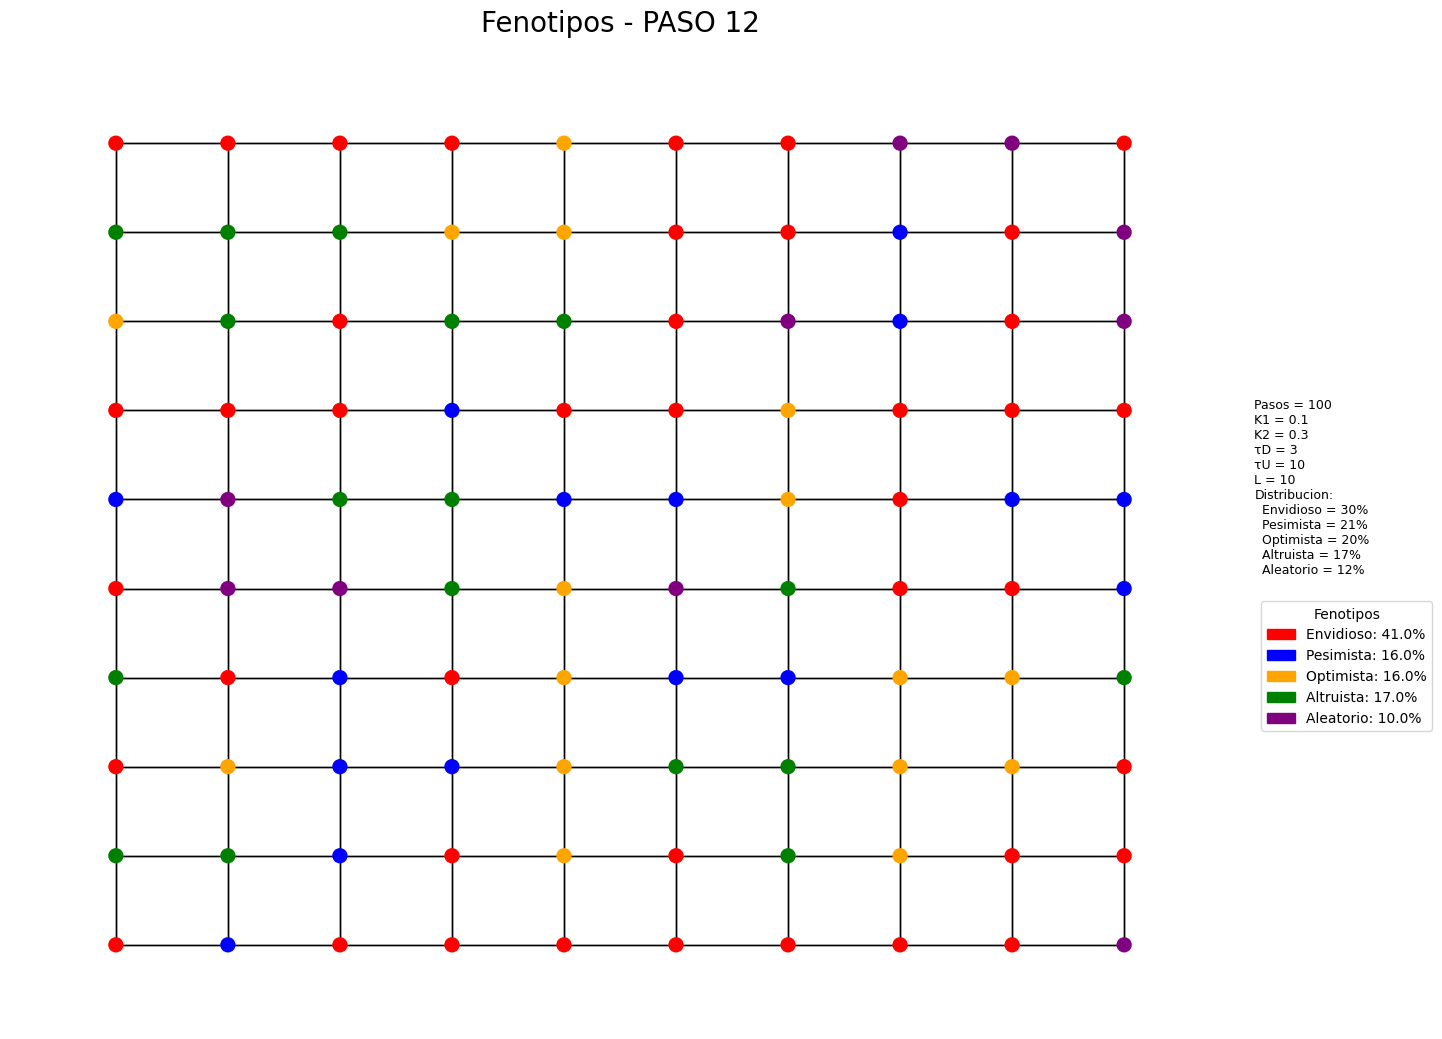 Fenotipos - PASO 12
Pasos = 100
K1 = 0.1
K2 = 0.3
τD = 3
τU = 10
L = 10
Distribucion:
Envidioso = 30%
Pesimista = 21%
Optimista = 20%
Altruista = 17%
Aleatorio = 12%
Fenotipos
Envidioso: 41.0%
Pesimista: 16.0%
Optimista: 16.0%
Altruista: 17.0%
Aleatorio: 10.0%